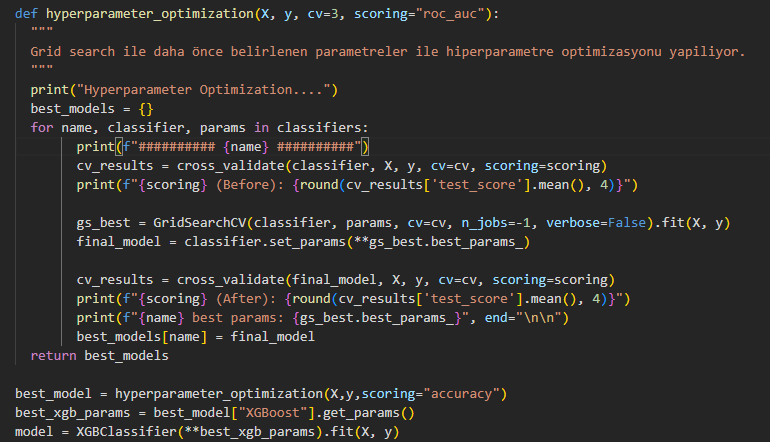 def hyperparameter_optimization(X, y, cv=3, scoring="roc_auc"):
    """
    Grid search ile daha önce belirlenen parametreler ile hiperparametre optimizasyonu yapiliyor.
    """
    print("Hyperparameter Optimization....")
    best_models = {}
    for name, classifier, params in classifiers:
            print(f"########## {name} ##########")
            cv_results = cross_validate(classifier, X, y, cv=cv, scoring=scoring)
            print(f"{scoring} (Before): {round(cv_results['test_score'].mean(), 4)}")

            gs_best = GridSearchCV(classifier, params, cv=cv, n_jobs=-1, verbose=False).fit(X, y)
            final_model = classifier.set_params(**gs_best.best_params_)

            cv_results = cross_validate(final_model, X, y, cv=cv, scoring=scoring)
            print(f"{scoring} (After): {round(cv_results['test_score'].mean(), 4)}")
            print(f"{name} best params: {gs_best.best_params_}", end="\n\n")
            best_models[name] = final_model
    return best_models

best_model = hyperparameter_optimization(X,y,scoring="accuracy")
best_xgb_params = best_model["XGBoost"].get_params()
model = XGBClassifier(**best_xgb_params).fit(X, y)